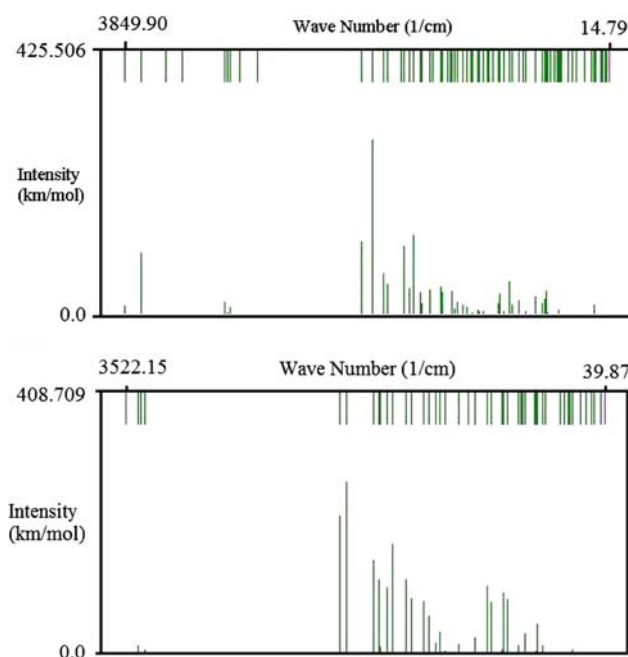 3849.90 Wave Number (1/cm) 14.79
425.506
Intensity
(km/mol)
0.0
3522.15 Wave Number (1/cm) 39.87
408.709
Intensity
(km/mol)
0.0